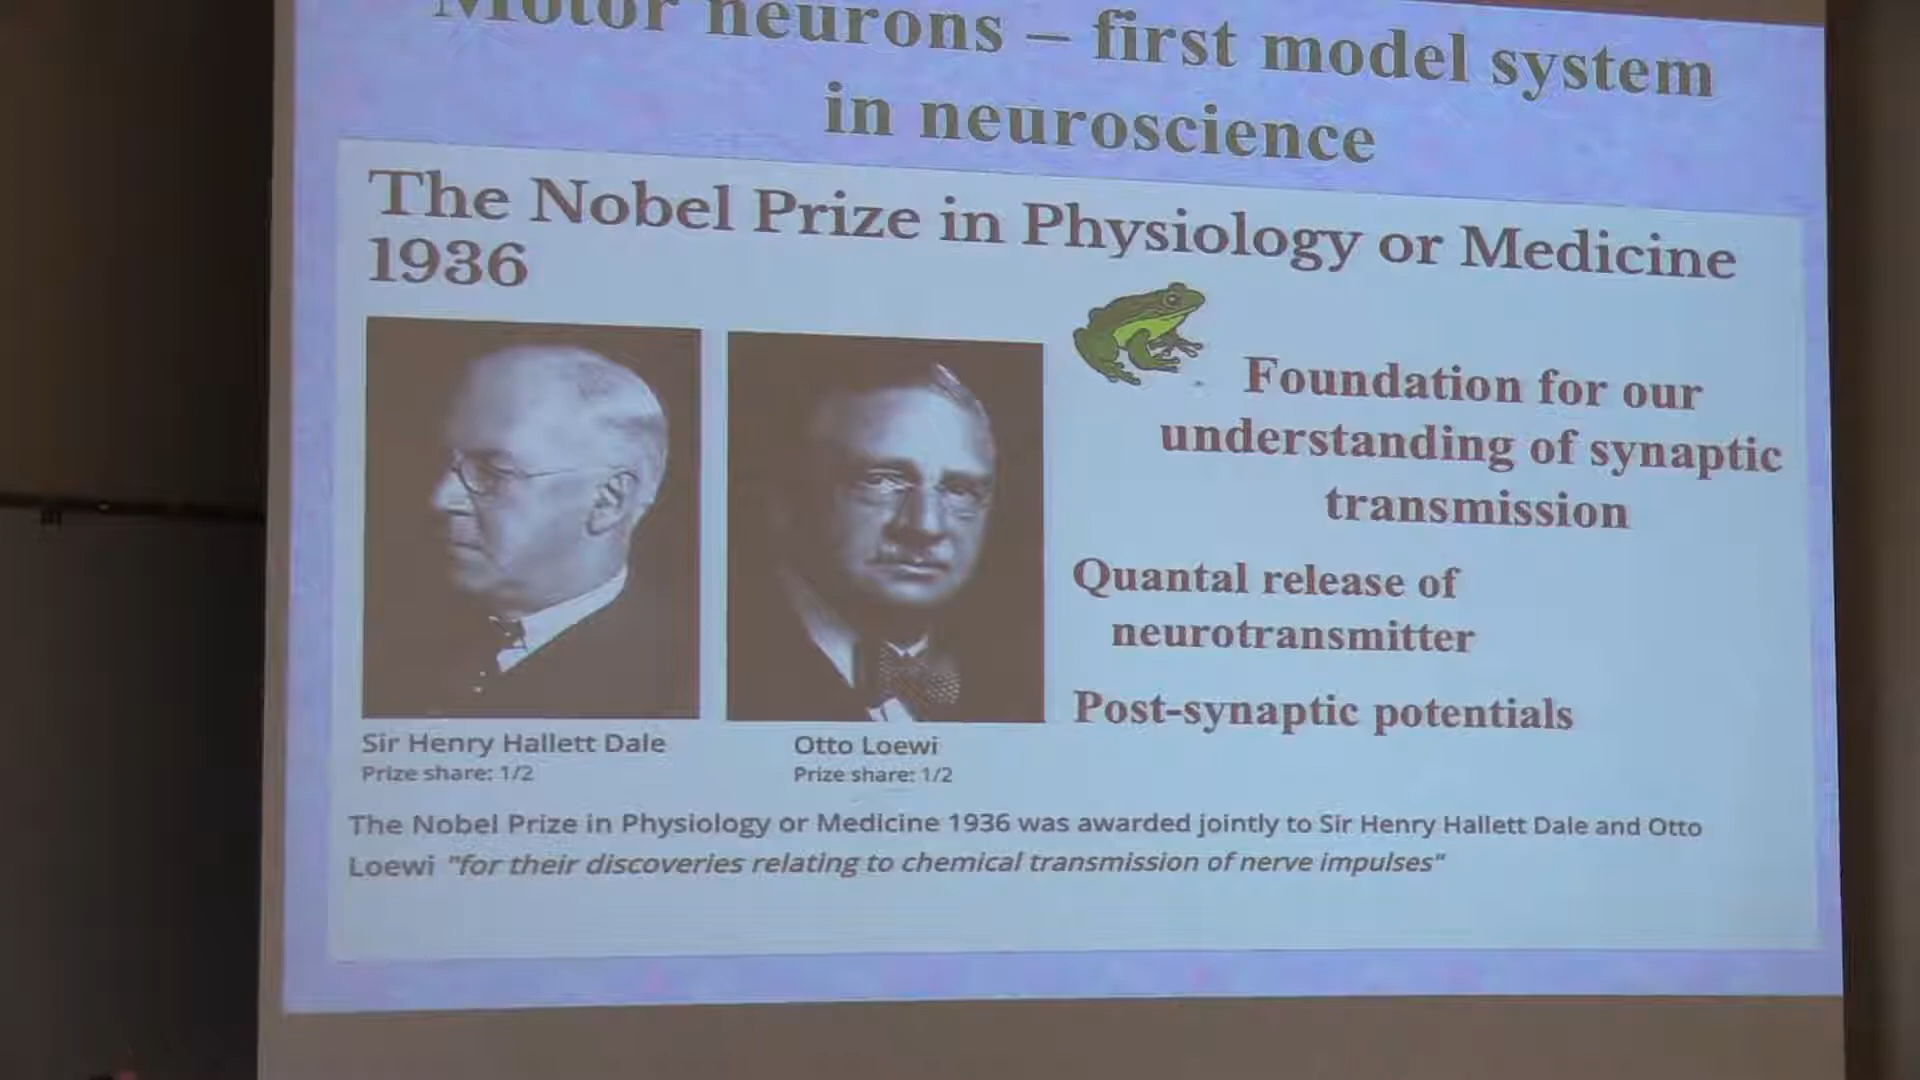 Motor neurons – first model system
in neuroscience
The Nobel Prize in Physiology or Medicine
1936
Foundation for our
understanding of synaptic
transmission
Quantal release of
neurotransmitter
Post-synaptic potentials
Sir Henry Hallett Dale
Prize share: 1/2
Otto Loewi
Prize share: 1/2
The Nobel Prize in Physiology or Medicine 1936 was awarded jointly to Sir Henry Hallett Dale and Otto
Loewi "for their discoveries relating to chemical transmission of nerve impulses"